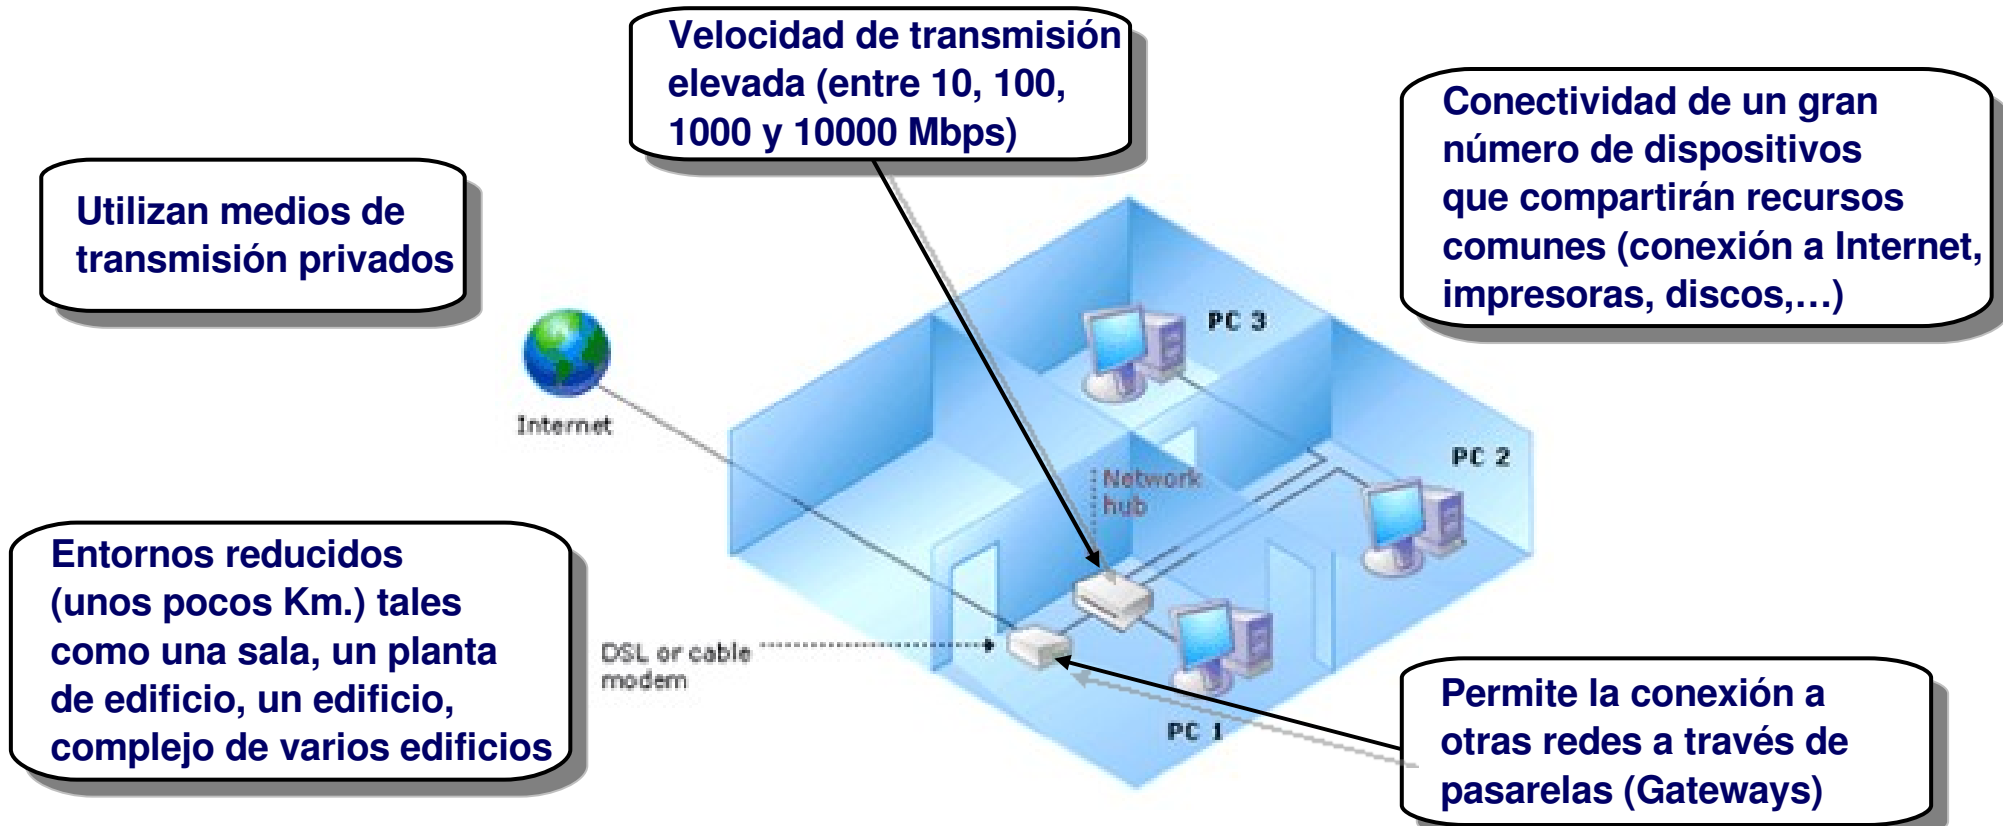 Velocidad de transmisión
elevada (entre 10, 100,
1000 y 10000 Mbps)
Conectividad de un gran
número de dispositivos
que compartirán recursos
comunes (conexión a Internet,
impresoras, discos,…)
Utilizan medios de
transmisión privados
PC 3
Internet
PC 2
Network
hub
Entornos reducidos
(unos pocos Km.) tales
como una sala, un planta
de edificio, un edificio,
complejo de varios edificios
DSL or cable
modem
PC 1
Permite la conexión a
otras redes a través de
pasarelas (Gateways)